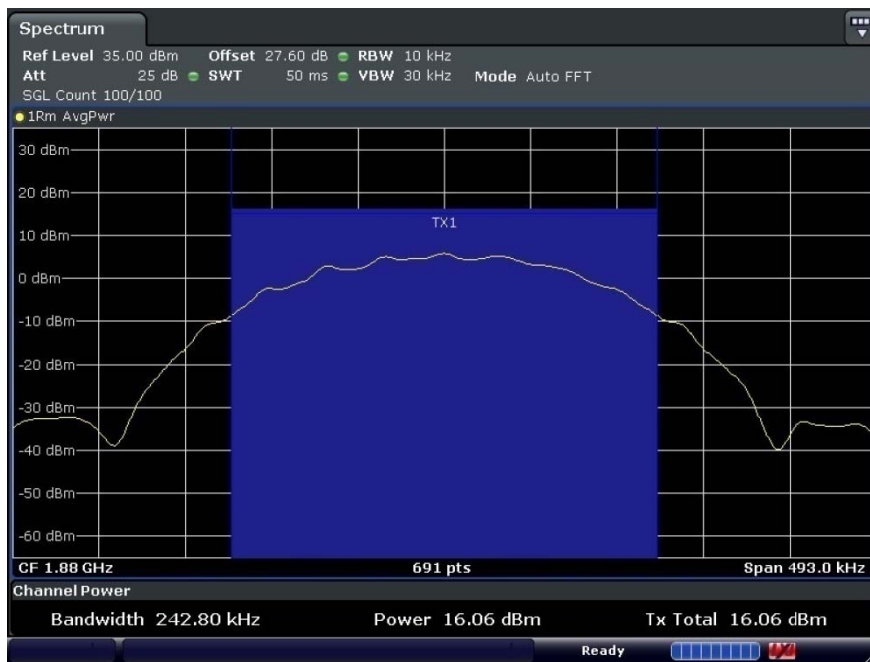 Spectrum
Ref Level 35.00 dBm Offset 27.60 dB RBW 10 kHz
Att 25 dB SWT 50 ms VBW 30 kHz Mode Auto FFT
SGL Count 100/100
1Rm AvgPwr
30 dBm
20 dBm
TX1
10 dBm
0 dBm
-10 dBm
-20 dBm
-30 dBm
-40 dBm
-50 dBm
-60 dBm
CF 1.88 GHz 691 pts Span 493.0 kHz
Channel Power
Bandwidth 242.80 kHz Power 16.06 dBm Tx Total 16.06 dBm
Ready